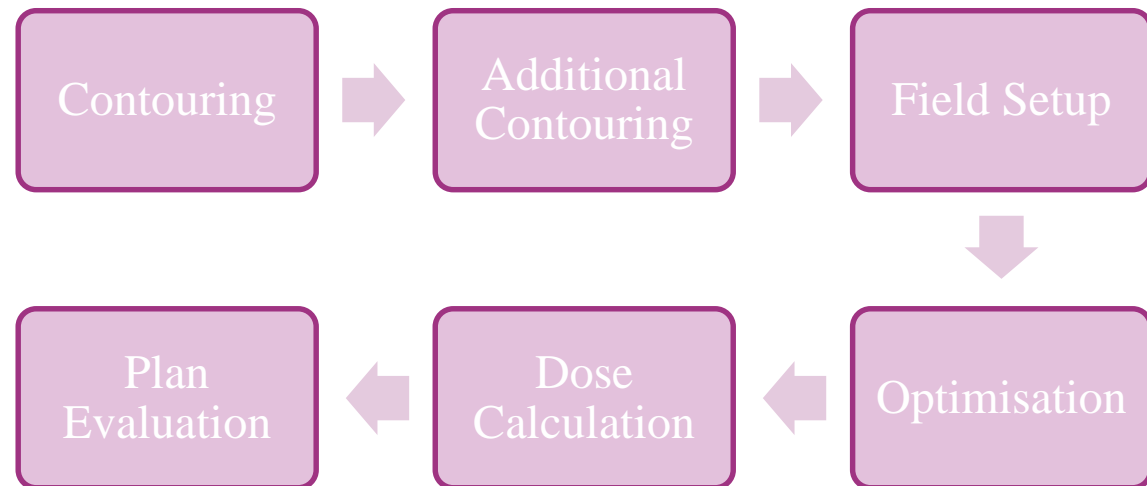 Contouring
Additional
Contouring
Field Setup
Optimisation
Dose
Calculation
Plan
Evaluation